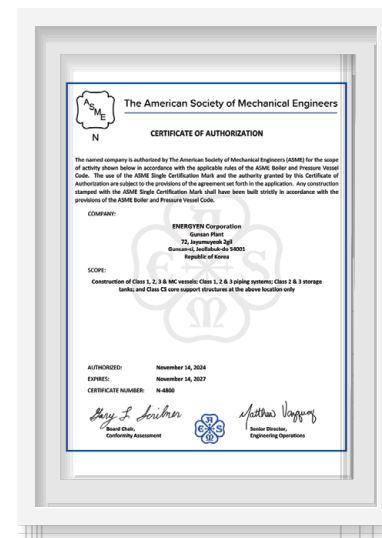 ASME
The American Society of Mechanical Engineers
N
CERTIFICATE OF AUTHORIZATION
The named company is authorized by The American Society of Mechanical Engineers (ASME) for the scope
of activity shown below in accordance with the applicable rules of the ASME Boiler and Pressure Vessel
Code. The use of the ASME Single Certification Mark and the authority granted by this Certificate of
Authorization are subject to the provisions of the agreement set forth in the application. Any construction
stamped with the ASME Single Certification Mark shall have been built strictly in accordance with the
provisions of the ASME Boiler and Pressure Vessel Code.
COMPANY:
ENERGYEN Corporation
Gunsan Plant
72, Jayumuyeok 2gil
Gunsan-si, Jeollabuk-do 54001
Republic of Korea
SCOPE:
Construction of Class 1, 2, 3 & MC vessels; Class 1, 2 & 3 piping systems; Class 2 & 3 storage
tanks; and Class CS core support structures at the above location only
AUTHORIZED: November 14, 2024
EXPIRES: November 14, 2027
CERTIFICATE NUMBER: N-4800
Board Chair,
Conformity Assessment
Senior Director,
Engineering Operations